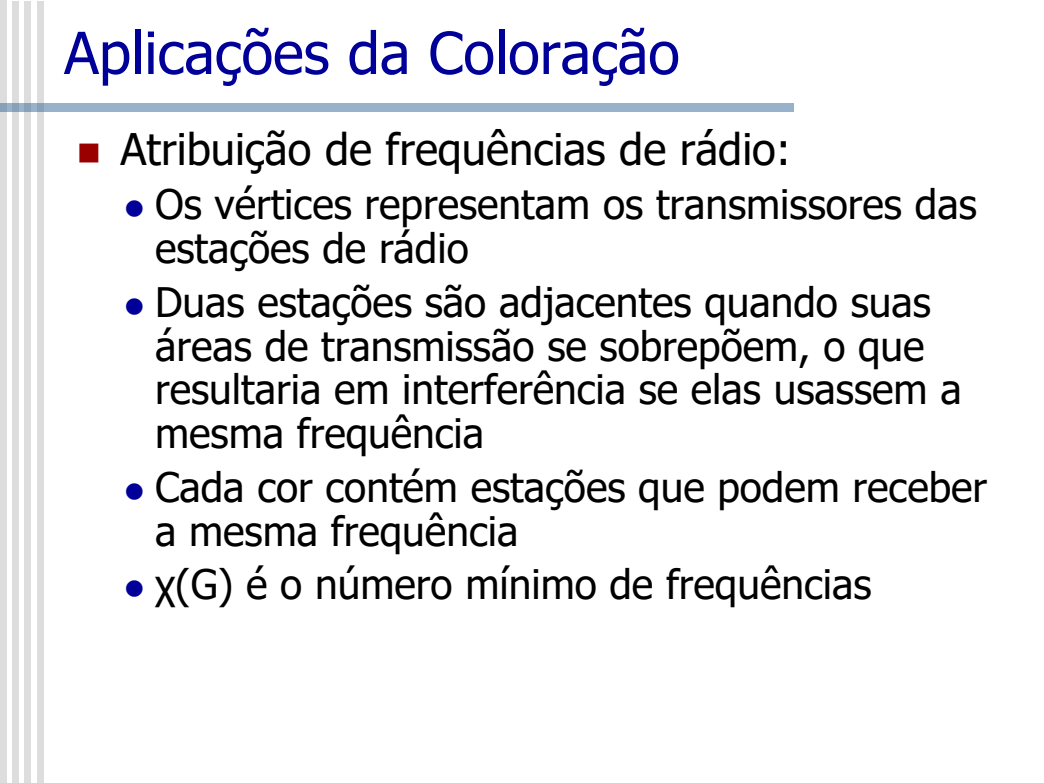 Aplicações da Coloração
Atribuição de frequências de rádio:
Os vértices representam os transmissores das
estações de rádio
Duas estações são adjacentes quando suas
áreas de transmissão se sobrepõem, o que
resultaria em interferência se elas usassem a
mesma frequência
Cada cor contém estações que podem receber
a mesma frequência
χ(G) é o número mínimo de frequências